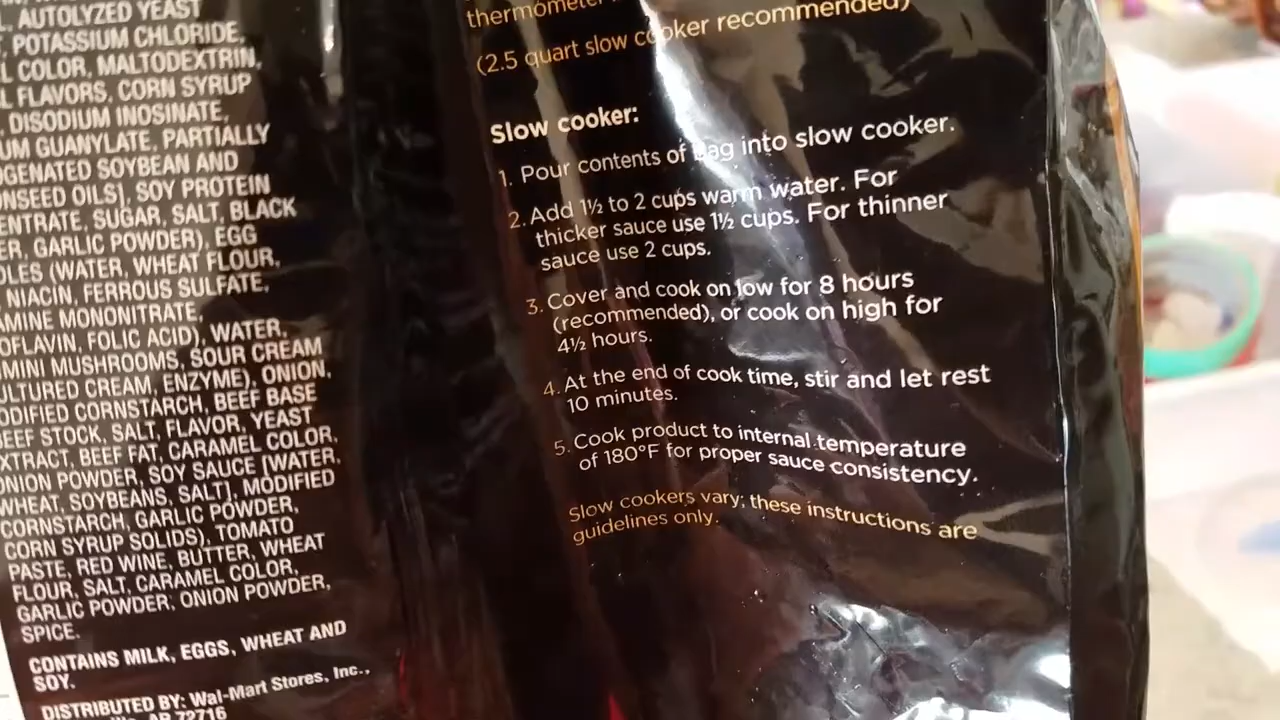 AUTOLYZED YEAST
POTASSIUM CHLORIDE,
COLOR, MALTODEXTRIN,
FLAVORS, CORN SYRUP
DISODIUM INOSINATE,
UM GUANYLATE, PARTIALLY
OGENATED SOYBEAN AND
ONSEED OILS], SOY PROTEIN
ENTRATE, SUGAR, SALT, BLACK
ER, GARLIC POWDER), EGG
DLES (WATER, WHEAT FLOUR,
NIACIN, FERROUS SULFATE,
AMINE MONONITRATE,
OFLAVIN, FOLIC ACID), WATER,
MINI MUSHROOMS, SOUR CREAM
ULTURED CREAM, ENZYME), ONION,
ODIFIED CORNSTARCH, BEEF BASE
BEEF STOCK, SALT, FLAVOR, YEAST
XTRACT, BEEF FAT, CARAMEL COLOR,
ONION POWDER, SOY SAUCE [WATER,
WHEAT, SOYBEANS, SALT], MODIFIED
CORNSTARCH, GARLIC POWDER,
CORN SYRUP SOLIDS), TOMATO
PASTE, RED WINE, BUTTER, WHEAT
FLOUR, SALT, CARAMEL COLOR,
GARLIC POWDER, ONION POWDER,
SPICE.
CONTAINS MILK, EGGS, WHEAT AND
SOY.
DISTRIBUTED BY: Wal-Mart Stores, Inc.,
AR 72716
thermometer
(2.5 quart slow cooker recommended)
Slow cooker:
1. Pour contents of bag into slow cooker.
2. Add 1½ to 2 cups warm water. For
thicker sauce use 1½ cups. For thinner
sauce use 2 cups.
3. Cover and cook on low for 8 hours
(recommended), or cook on high for
4½ hours.
4. At the end of cook time, stir and let rest
10 minutes.
5. Cook product to internal temperature
of 180°F for proper sauce consistency.
Slow cookers vary; these instructions are
guidelines only.